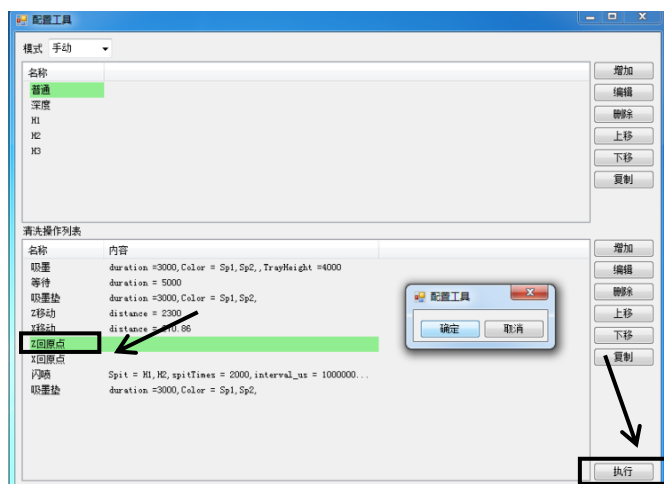 配置工具
模式 手动
名称
普通
深度
H1
H2
H3
增加
编辑
删除
上移
下移
复制
清洗操作列表
名称 内容
吸墨 duration =3000,Color = Sp1,Sp2,,TrayHeight =4000
等待 duration = 5000
吸墨垫 duration =3000,Color = Sp1,Sp2,
Z移动 distance = 2300
X移动 distance =
Z回原点
X回原点
闪喷 Spit = H1,H2,spitTimes = 2000,interval_us = 1000000...
吸墨垫 duration =3000,Color = Sp1,Sp2,
配置工具
确定 取消
增加
编辑
删除
上移
下移
复制
执行